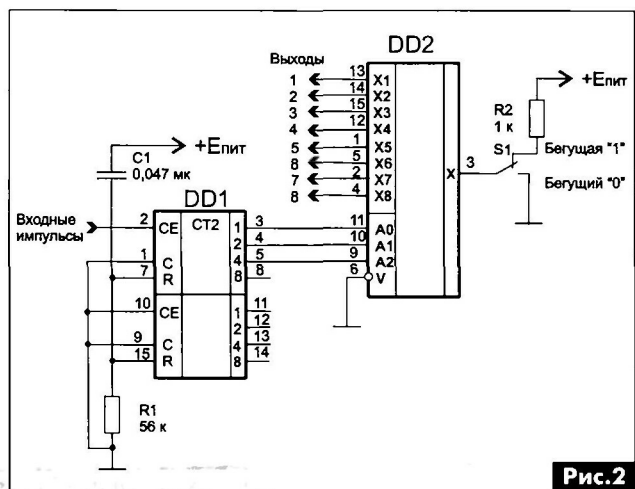 DD2
Выходы
1 13 X1
2 14 X2
3 15 X3
4 12 X4
5 1 X5
8 5 X6
7 2 X7
8 4 X8
X 3
11 A0
10 A1
9 A2
6 V
+Eпит
R2
1 к
S1
Бегущая "1"
Бегущий "0"
+Eпит
C1
0,047 мк
DD1
Входные
импульсы
2 CE CT2 1 3
2 4
1 C 4 5
7 R 8 8
10 CE 1 11
2 12
9 C 4 13
15 R 8 14
R1
56 к
Рис.2